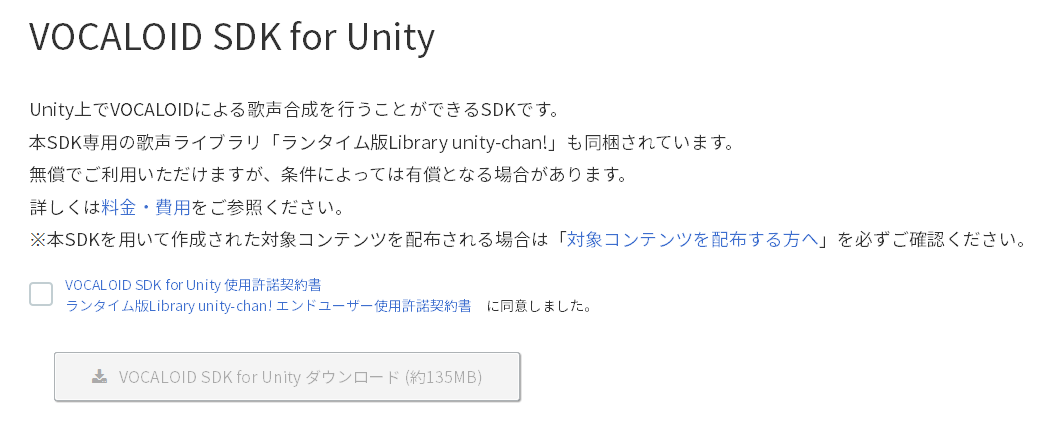 VOCALOID SDK for Unity
Unity上でVOCALOIDによる歌声合成を行うことができるSDKです。
本SDK専用の歌声ライブラリ「ランタイム版Library unity-chan!」も同梱されています。
無償でご利用いただけますが、条件によっては有償となる場合があります。
詳しくは料金・費用をご参照ください。
※本SDKを用いて作成された対象コンテンツを配布される場合は「対象コンテンツを配布する方へ」を必ずご確認ください。
VOCALOID SDK for Unity 使用許諾契約書
ランタイム版Library unity-chan! エンドユーザー使用許諾契約書 に同意しました。
VOCALOID SDK for Unity ダウンロード (約135MB)